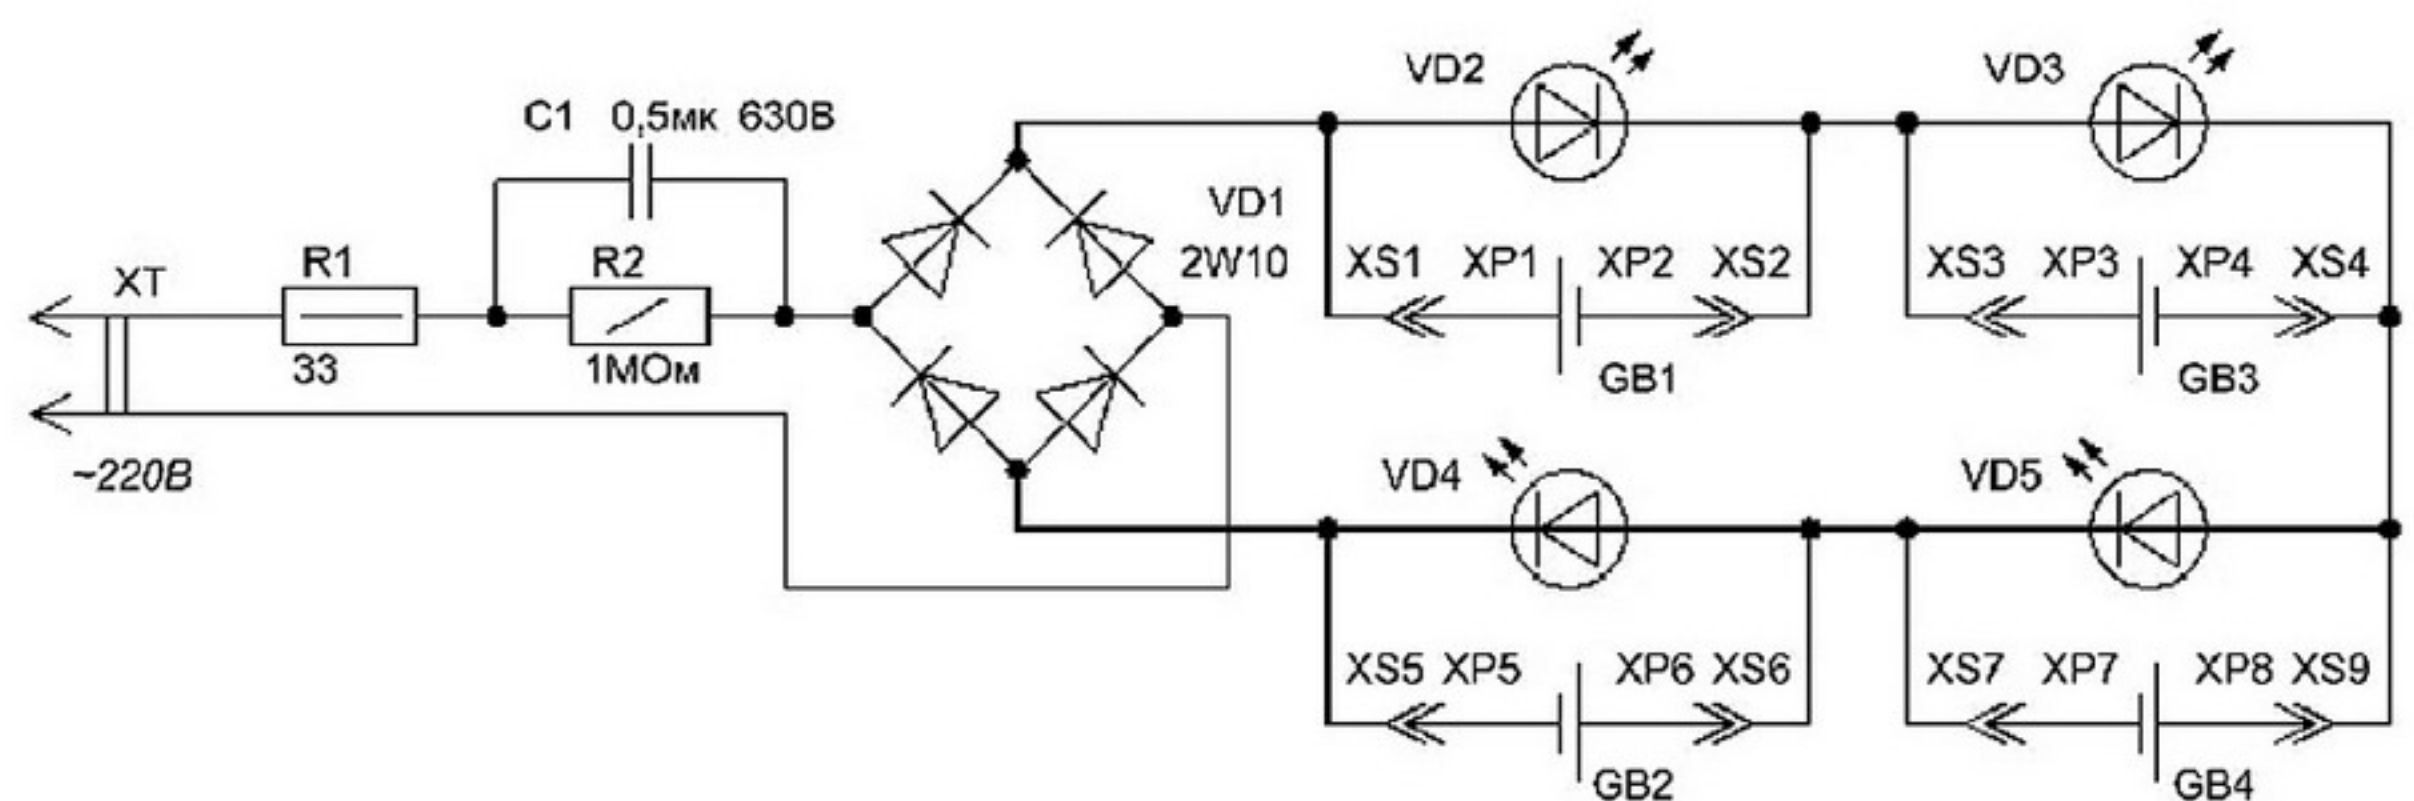 C1 0,5мк 630В
VD2
VD3
VD1
2W10
XT
R1
R2
33
1МОм
~220В
XS1 XP1 XP2 XS2
GB1
XS3 XP3 XP4 XS4
GB3
VD4
VD5
XS5 XP5 XP6 XS6
GB2
XS7 XP7 XP8 XS9
GB4